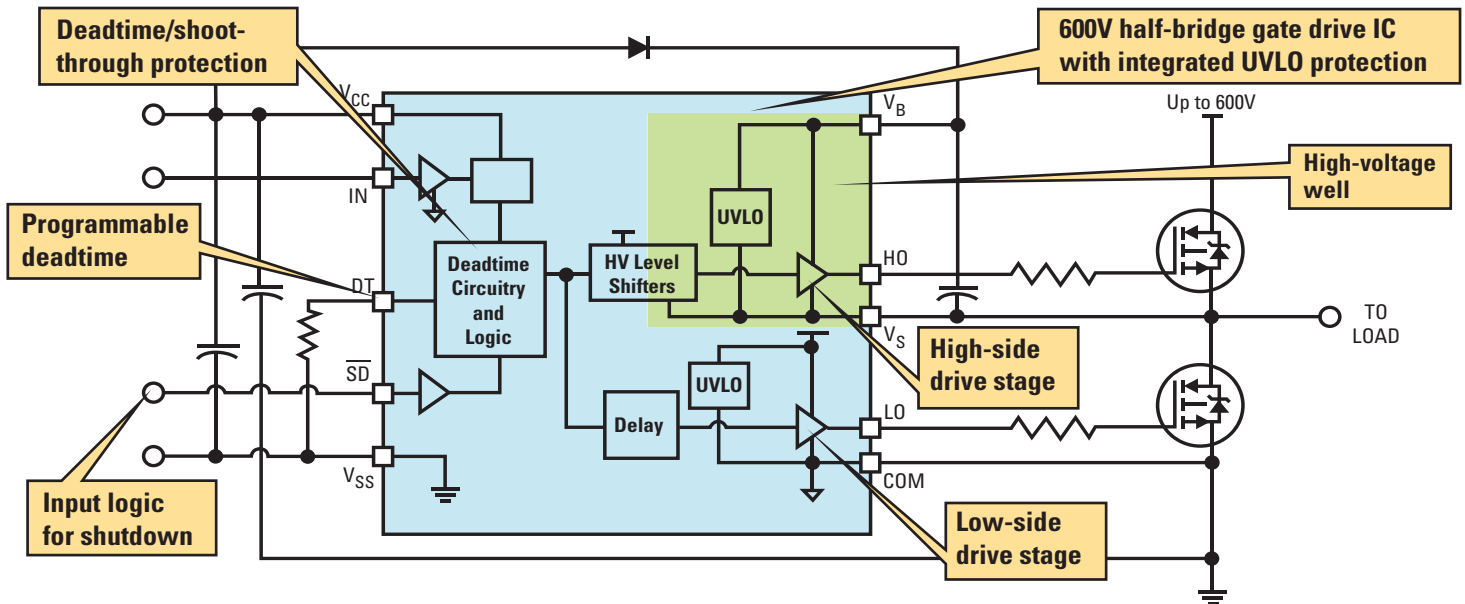 Deadtime/shoot-
through protection
600V half-bridge gate drive IC
with integrated UVLO protection
VCC
VB
Up to 600V
High-voltage
well
IN
UVLO
Programmable
deadtime
Deadtime
Circuitry
and
Logic
HV Level
Shifters
HO
DT
VS
TO
LOAD
High-side
drive stage
SD
UVLO
Delay
LO
VSS
COM
Input logic
for shutdown
Low-side
drive stage